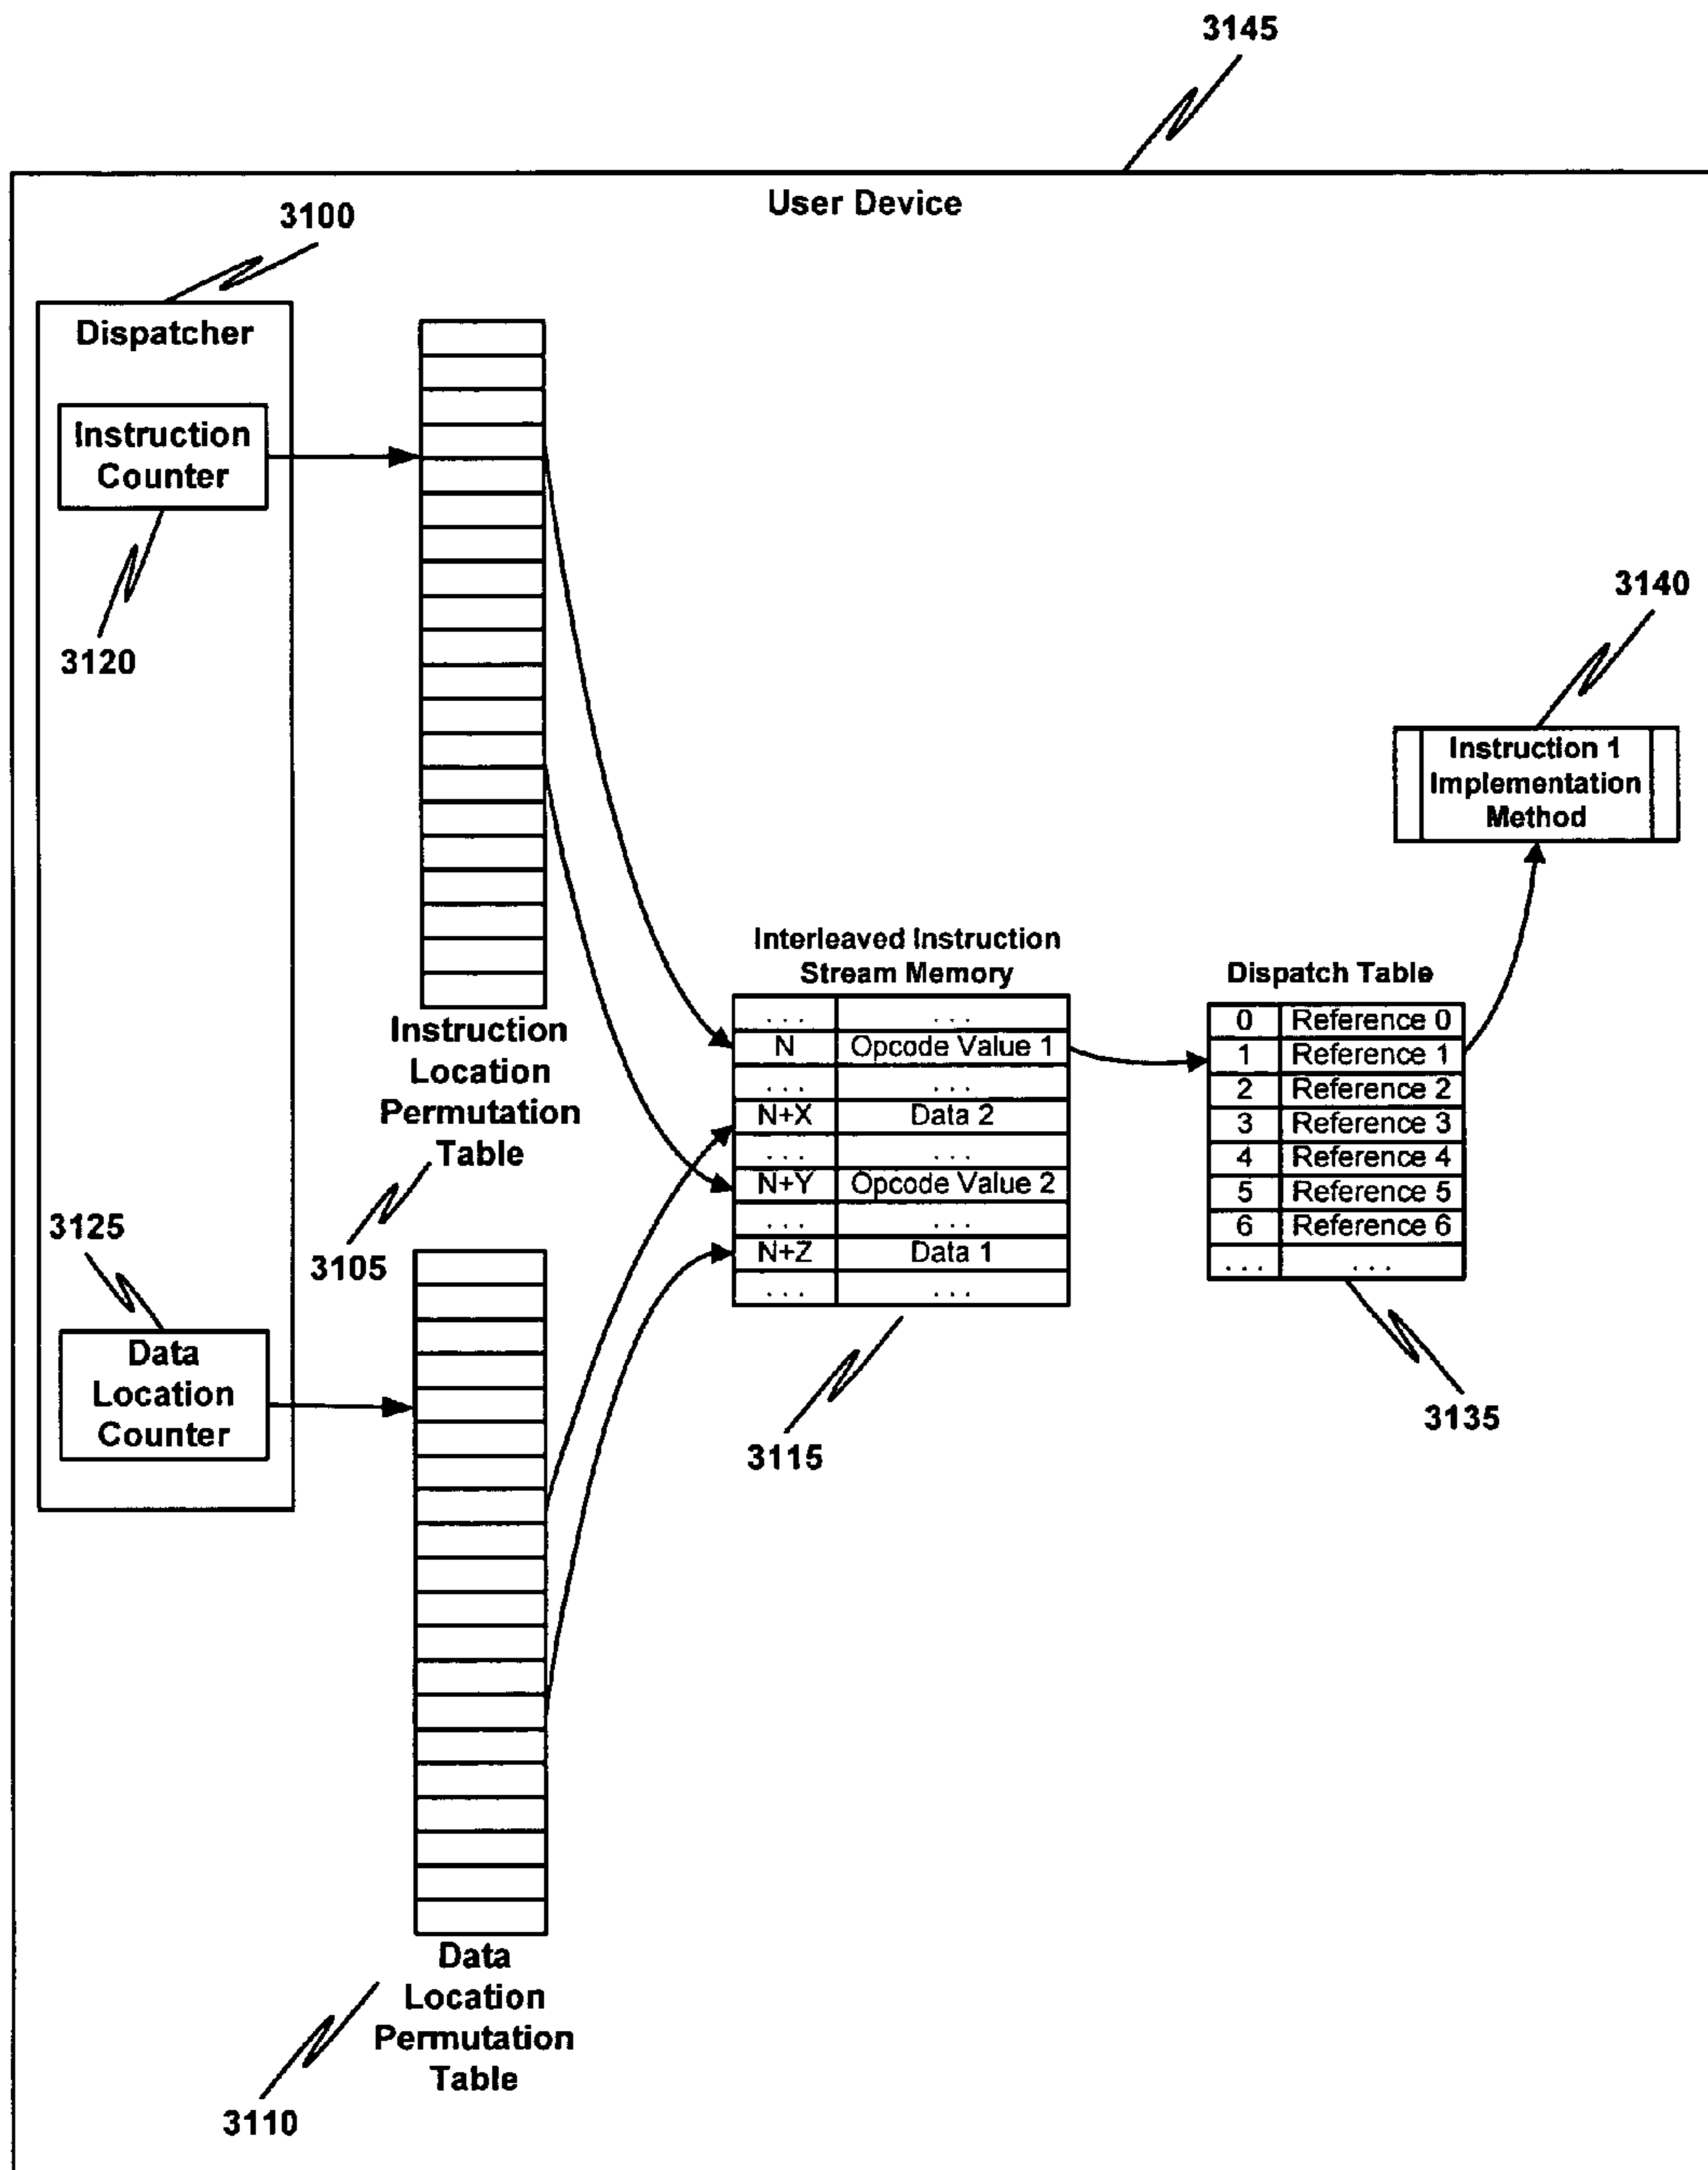 3145
User Device
3100
Dispatcher
Instruction
Counter
3120
3140
Instruction 1
Implementation
Method
Interleaved Instruction
Stream Memory
. . . . . .
N Opcode Value 1
. . . . . .
N+X Data 2
. . . . . .
N+Y Opcode Value 2
. . . . . .
N+Z Data 1
. . . . . .
3115
Dispatch Table
0 Reference 0
1 Reference 1
2 Reference 2
3 Reference 3
4 Reference 4
5 Reference 5
6 Reference 6
. . . . . .
3135
Instruction
Location
Permutation
Table
3105
3125
Data
Location
Counter
Data
Location
Permutation
Table
3110